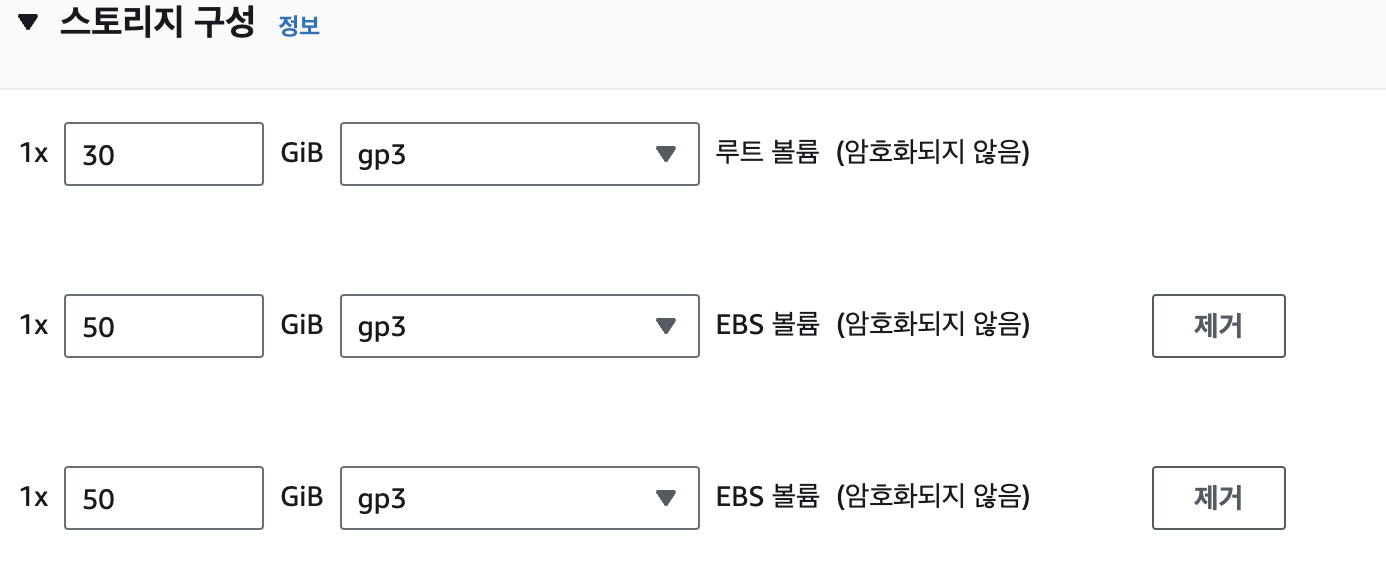 ▼ 스토리지 구성 정보
1x 30 GiB gp3 루트 볼륨 (암호화되지 않음)
1x 50 GiB gp3 EBS 볼륨 (암호화되지 않음) 제거
1x 50 GiB gp3 EBS 볼륨 (암호화되지 않음) 제거